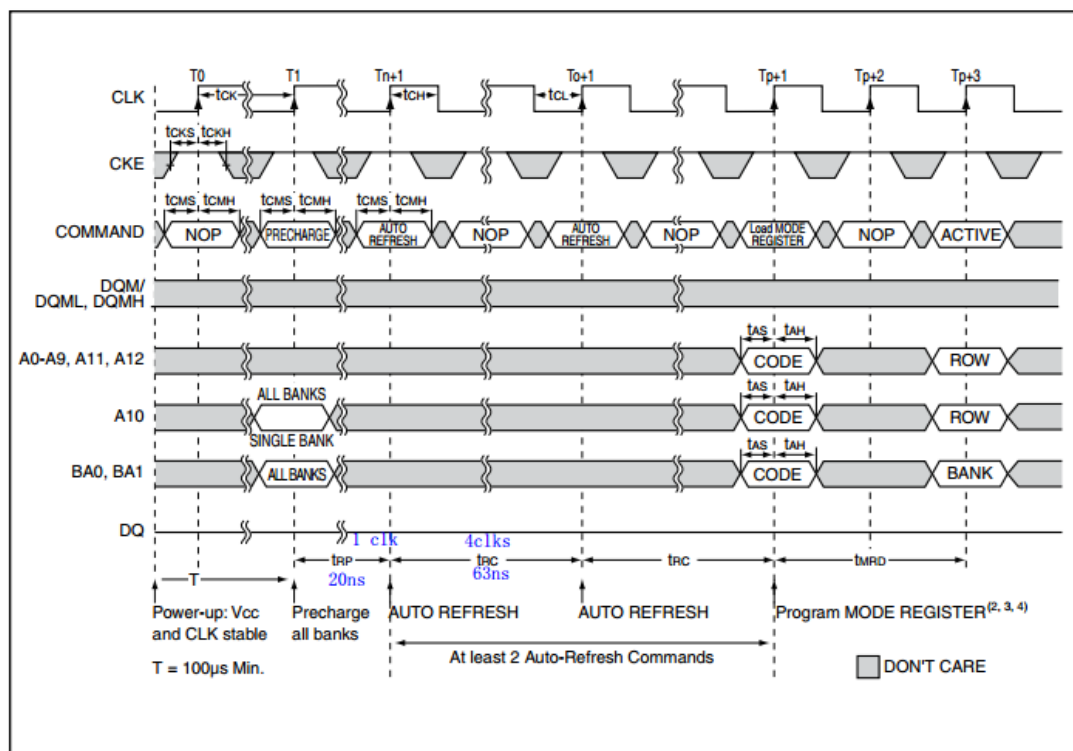 T0 T1 Tn+1 To+1 Tp+1 Tp+2 Tp+3
CLK tCK tCH tCL
tCKS tCKH
CKE
tCMS tCMH tCMS tCMH tCMS tCMH
COMMAND NOP PRECHARGE AUTO REFRESH NOP AUTO REFRESH NOP Load MODE REGISTER NOP ACTIVE
DQM/
DQML, DQMH
tAS tAH
A0-A9, A11, A12 CODE ROW
ALL BANKS tAS tAH
A10 CODE ROW
SINGLE BANK tAS tAH
BA0, BA1 ALL BANKS CODE BANK
DQ
1 clk 4clks
T tRP tRC tRC tMRD
20ns 63ns
Power-up: Vcc Precharge AUTO REFRESH AUTO REFRESH Program MODE REGISTER(2, 3, 4)
and CLK stable all banks
T = 100µs Min. At least 2 Auto-Refresh Commands DON'T CARE